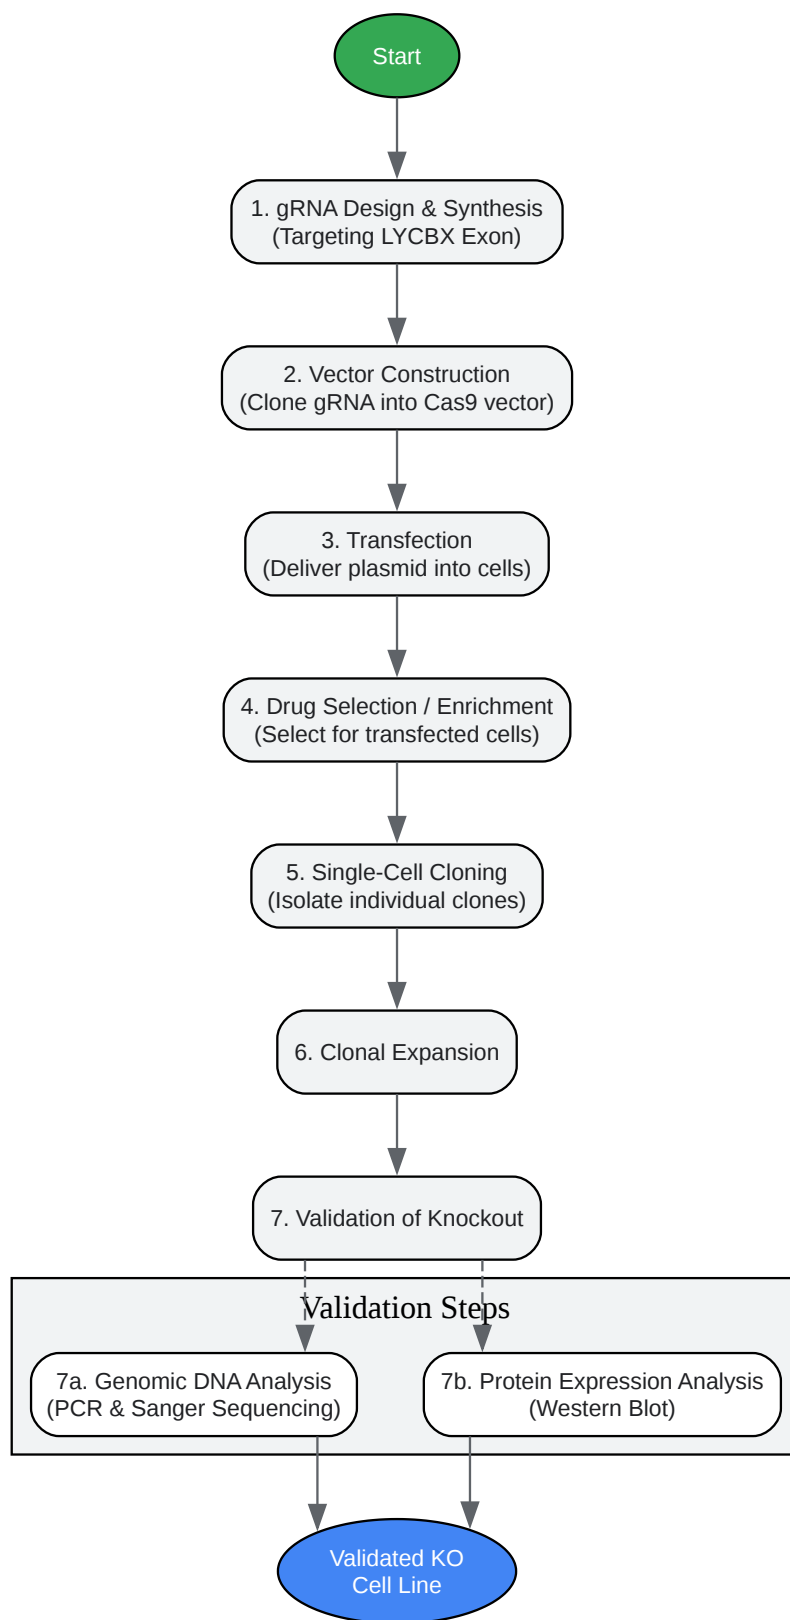 Start
1. gRNA Design & Synthesis
(Targeting LYCBX Exon)
2. Vector Construction
(Clone gRNA into Cas9 vector)
3. Transfection
(Deliver plasmid into cells)
4. Drug Selection / Enrichment
(Select for transfected cells)
5. Single-Cell Cloning
(Isolate individual clones)
6. Clonal Expansion
7. Validation of Knockout
Validation Steps
7a. Genomic DNA Analysis
(PCR & Sanger Sequencing)
7b. Protein Expression Analysis
(Western Blot)
Validated KO
Cell Line